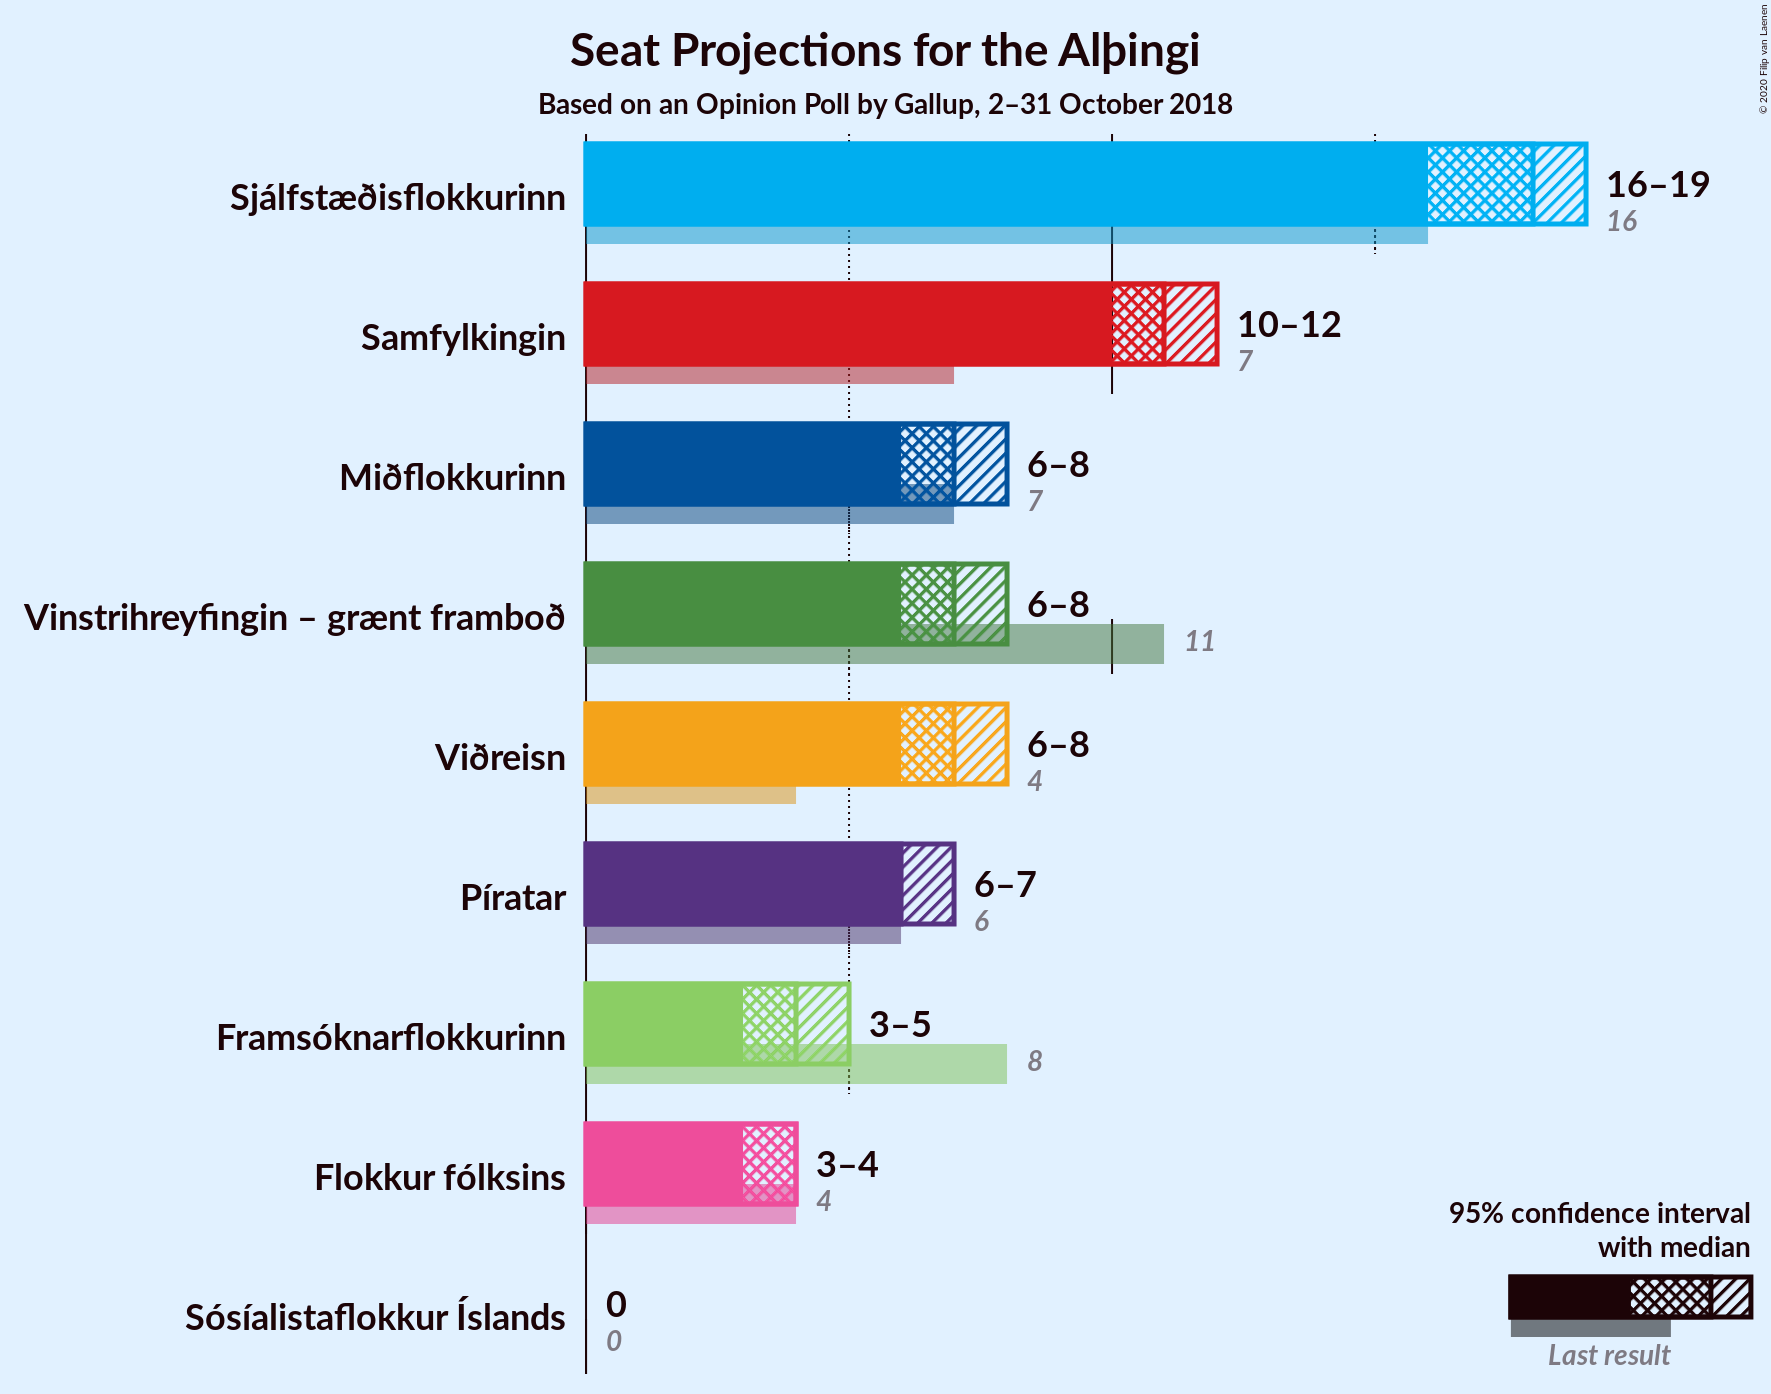 Seat Projections for the Alþingi
Based on an Opinion Poll by Gallup, 2–31 October 2018
© 2020 Filip van Laenen
Sjálfstæðisflokkurinn
16–19
16
Samfylkingin
10–12
7
Miðflokkurinn
6–8
7
Vinstrihreyfingin – grænt framboð
6–8
11
Viðreisn
6–8
4
Píratar
6–7
6
Framsóknarflokkurinn
3–5
8
Flokkur fólksins
3–4
4
Sósíalistaflokkur Íslands
0
0
95% confidence interval
with median
Last result